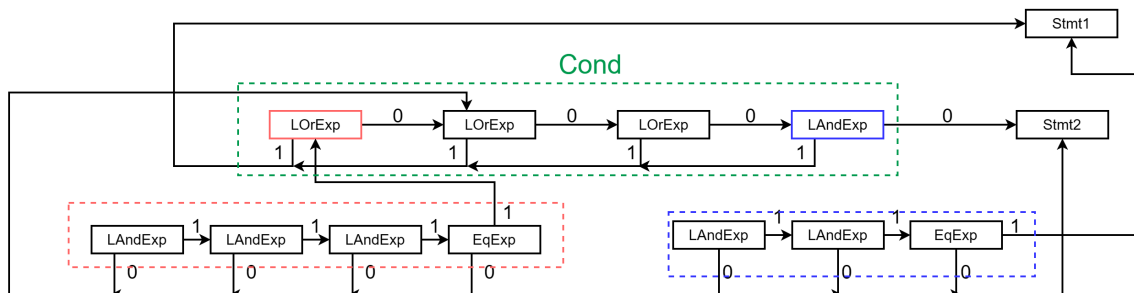 Stmt1
Cond
LOrExp 0 LOrExp 0 LOrExp 0 LAndExp 0 Stmt2
1 1 1 1
1
LAndExp 1 LAndExp 1 LAndExp 1 EqExp
0 0 0 0
LAndExp 1 LAndExp 1 EqExp 1
0 0 0